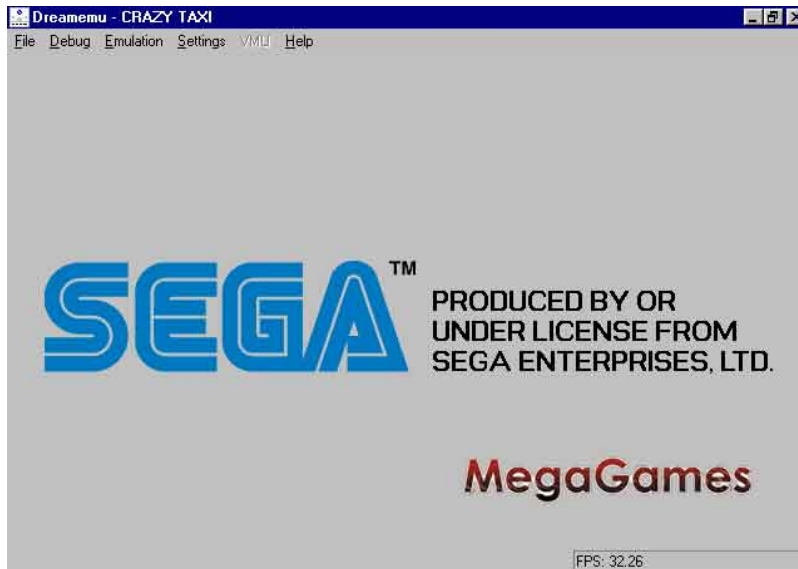 Dreamemu - CRAZY TAXI
File Debug Emulation Settings VMU Help
SEGA™
PRODUCED BY OR
UNDER LICENSE FROM
SEGA ENTERPRISES, LTD.
MegaGames
FPS: 32.26